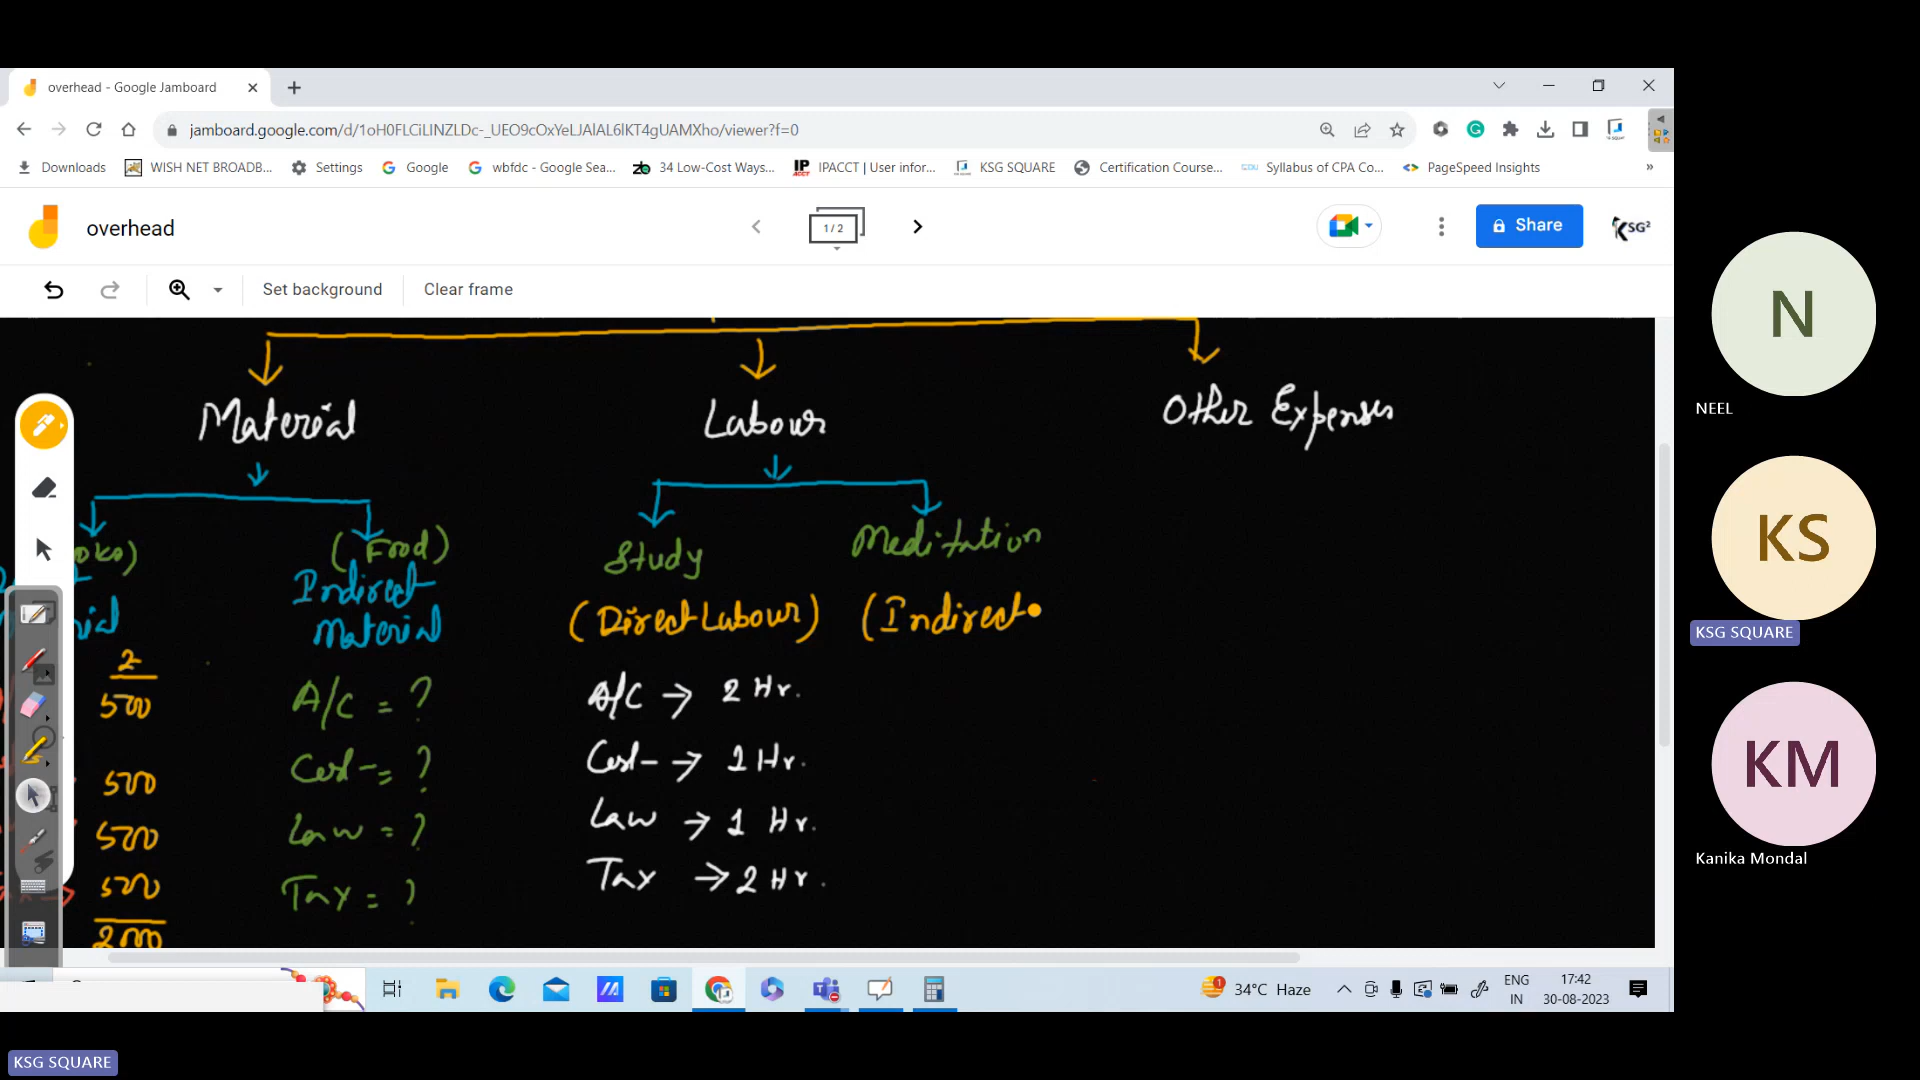 overhead - Google Jamboard
jamboard.google.com/d/1oH0FLCiLINZLDc-_UEO9cOxYeLJAlAL6lKT4gUAMXho/viewer?f=0
Downloads WISH NET BROADB... Settings Google wbfdc - Google Sea... 34 Low-Cost Ways... IPACCT | User infor... KSG SQUARE Certification Course... Syllabus of CPA Co... PageSpeed Insights »
overhead
1 / 2
Share
KSG²
Set background Clear frame
Material Labour Other Expenses
(Food) Study Meditation
Indirect
Material
(Direct Labour) (Indirect
2
500
500
500
500
2000
A/C = ?
Cost = ?
Law = ?
Tax = ?
A/C → 2 Hr.
Cost → 1 Hr.
Law → 1 Hr.
Tax → 2 Hr.
N
NEEL
KS
KSG SQUARE
KM
Kanika Mondal
1
34°C Haze
ENG
IN
17:42
30-08-2023
KSG SQUARE